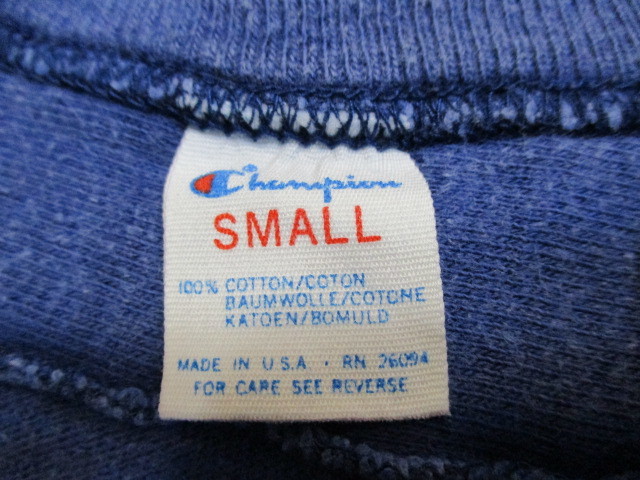 Champion
SMALL
100% COTTON/COTON
BAUMWOLLE/COTONE
KATOEN/BOMULD
MADE IN U.S.A. · RN 26094
FOR CARE SEE REVERSE